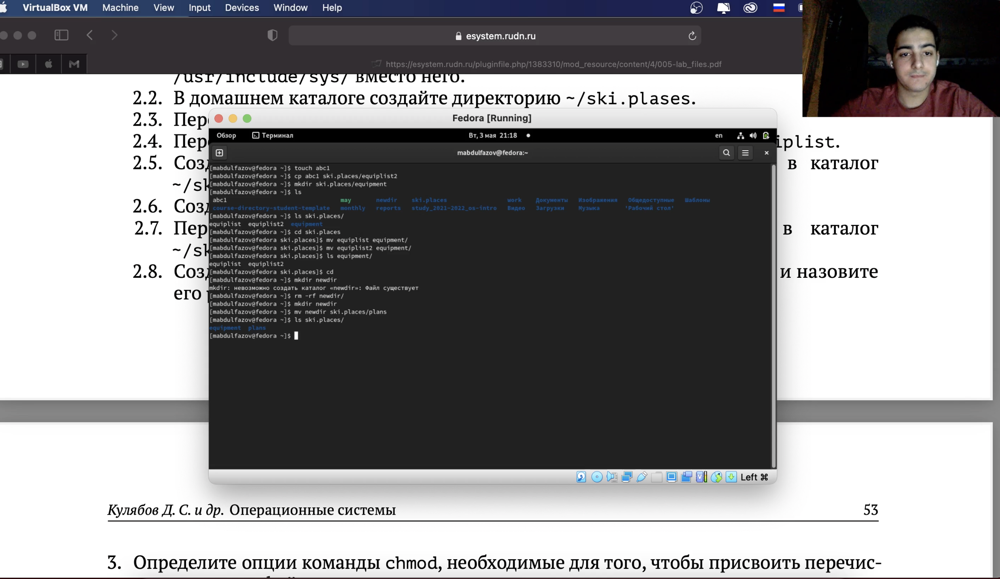 VirtualBox VM Machine View Input Devices Window Help
esystem.rudn.ru
https://esystem.rudn.ru/pluginfile.php/1383310/mod_resource/content/4/005-lab_files.pdf
/usr/include/sys/ вместо него.
2.2. В домашнем каталоге создайте директорию ~/ski.plases.
2.3.
2.4. iplist.
2.5. в каталог
~/sk
2.6.
2.7. в каталог
~/sk
2.8. и назовите
его
Fedora [Running]
Обзор Терминал Вт, 3 мая 21:18 en
mabdulfazov@fedora:~
[mabdulfazov@fedora ~]$ touch abc1
[mabdulfazov@fedora ~]$ cp abc1 ski.places/equiplist2
[mabdulfazov@fedora ~]$ mkdir ski.places/equipment
[mabdulfazov@fedora ~]$ ls
abc1 may newdir ski.places work Документы Изображения Общедоступные Шаблоны
course-directory-student-template monthly reports study_2021-2022_os-intro Видео Загрузки Музыка 'Рабочий стол'
[mabdulfazov@fedora ~]$ ls ski.places/
equiplist equiplist2 equipment
[mabdulfazov@fedora ~]$ cd ski.places
[mabdulfazov@fedora ski.places]$ mv equiplist equipment/
[mabdulfazov@fedora ski.places]$ mv equiplist2 equipment/
[mabdulfazov@fedora ski.places]$ ls equipment/
equiplist equiplist2
[mabdulfazov@fedora ski.places]$ cd
[mabdulfazov@fedora ~]$ mkdir newdir
mkdir: невозможно создать каталог «newdir»: Файл существует
[mabdulfazov@fedora ~]$ rm -rf newdir/
[mabdulfazov@fedora ~]$ mkdir newdir
[mabdulfazov@fedora ~]$ mv newdir ski.places/plans
[mabdulfazov@fedora ~]$ ls ski.places/
equipment plans
[mabdulfazov@fedora ~]$
Left ⌘
Кулябов Д. С. и др. Операционные системы 53
3. Определите опции команды chmod, необходимые для того, чтобы присвоить перечис-